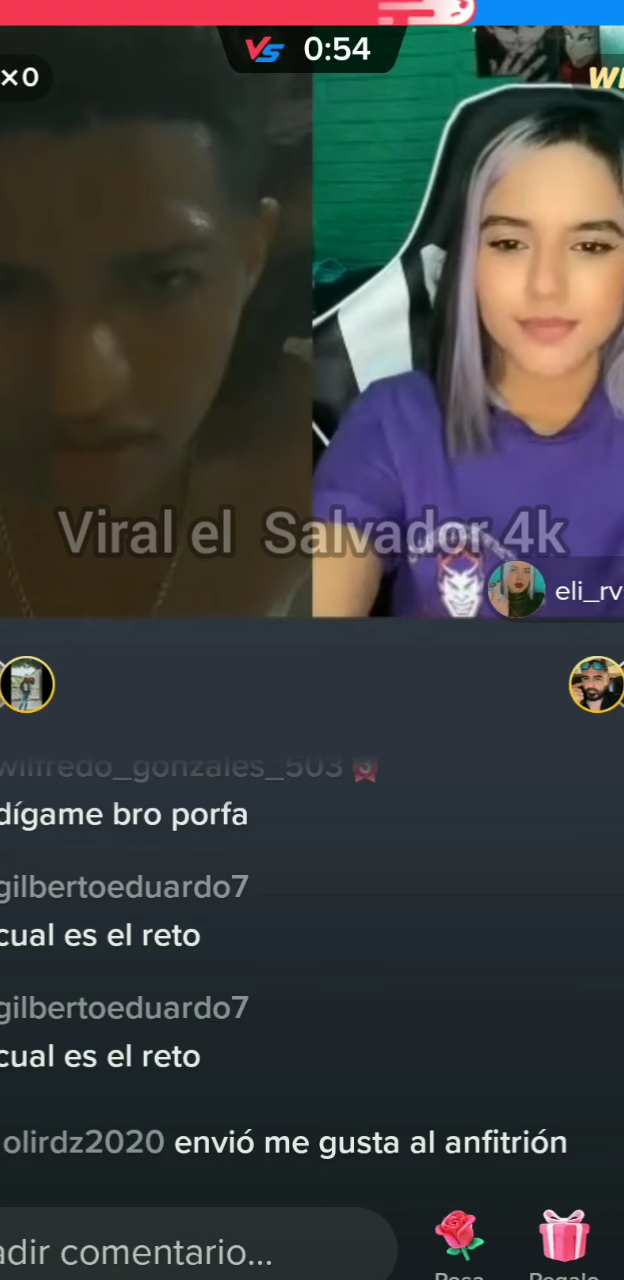 VS 0:54
×0
Viral el Salvador 4k
eli_rv
wilfredo_gonzales_503 3
dígame bro porfa
gilbertoeduardo7
cual es el reto
gilbertoeduardo7
cual es el reto
olirdz2020 envió me gusta al anfitrión
adir comentario...